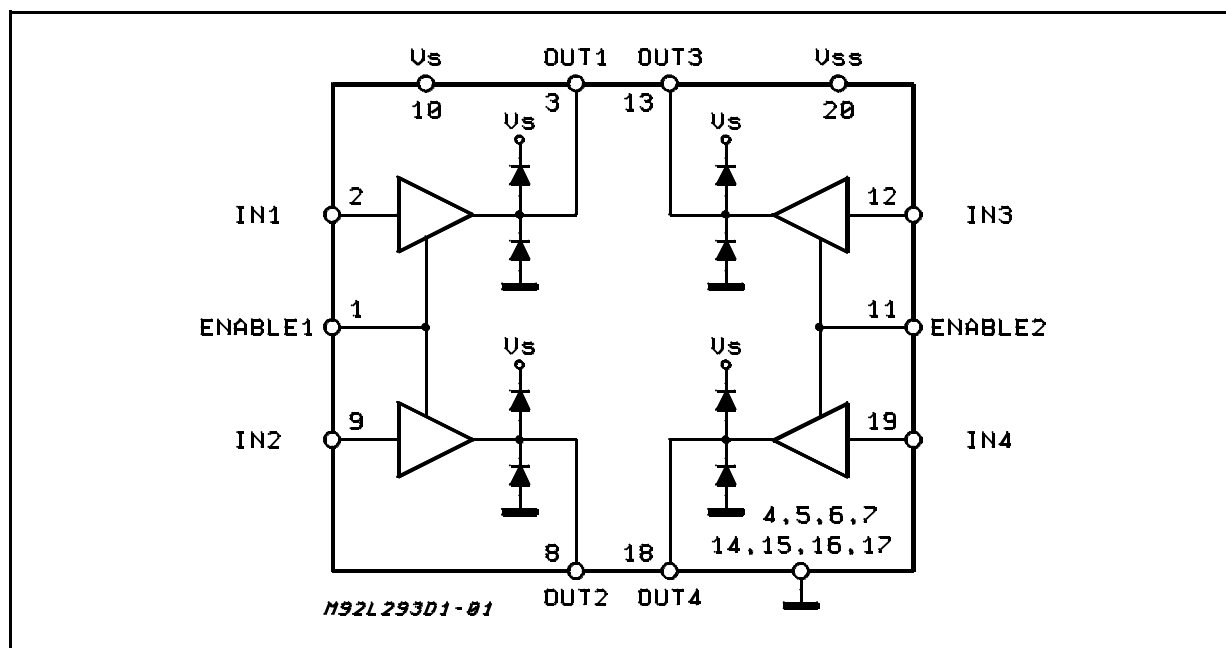 Vs OUT1 OUT3 Vss
10 3 13 20
Vs Vs
IN1 2 12 IN3
ENABLE1 1 11 ENABLE2
Vs Vs
IN2 9 19 IN4
4,5,6,7
8 18 14,15,16,17
M92L293D1-01 OUT2 OUT4